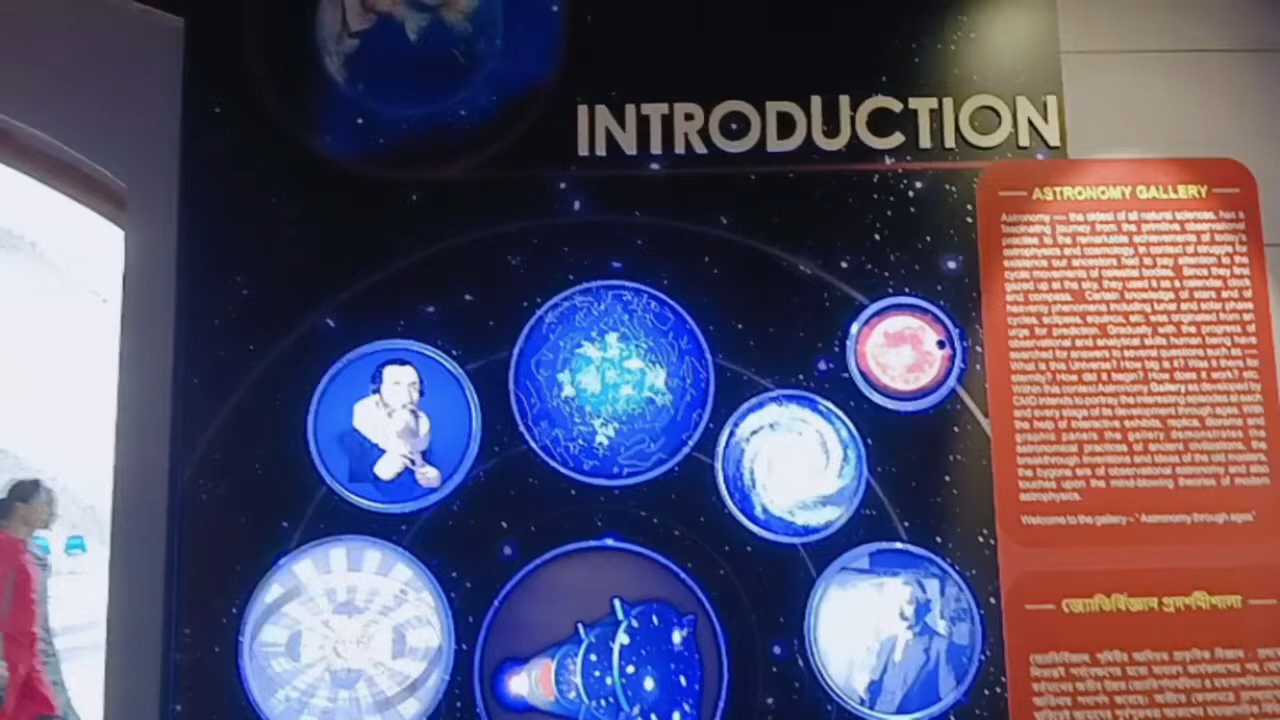 INTRODUCTION
ASTRONOMY GALLERY
Astronomy — the oldest of all natural sciences, has a
fascinating journey from the primitive observational
to the remarkable achievements of today's
astrophysics and cosmology. In context of struggle for
existence our ancestors had to pay attention to the
cyclic movements of celestial bodies. Since they first
gazed up at the sky, they used it as a calendar, clock
and compass. Certain knowledge of stars and of
heavenly phenomena including lunar and solar phase
cycles, eclipses, equinoxes, was originated from an
urge for prediction. Gradually with the progress of
observational and analytical skills human being have
searched for answers to several questions such as —
What is this Universe? How big is it? Was it there for
eternity? How did it begin? How does it work? etc.
Within this context Astronomy Gallery as developed by
CMD intends to portray the interesting episodes at each
and every stage of its development through ages. With
the help of interactive exhibits, replica, diorama and
graphic panels the gallery demonstrates the
astronomical practices of ancient civilizations, the
breakthrough inventions and ideas of the old masters,
the bygone era of observational astronomy and also
touches upon the mind-blowing theories of modern
astrophysics.
Welcome to the gallery – "Astronomy through ages"
জ্যোতির্বিজ্ঞান প্রদর্শনীশালা
জ্যোতির্বিজ্ঞান, পৃথিবীর আদিমতম প্রাকৃতিক বিজ্ঞান